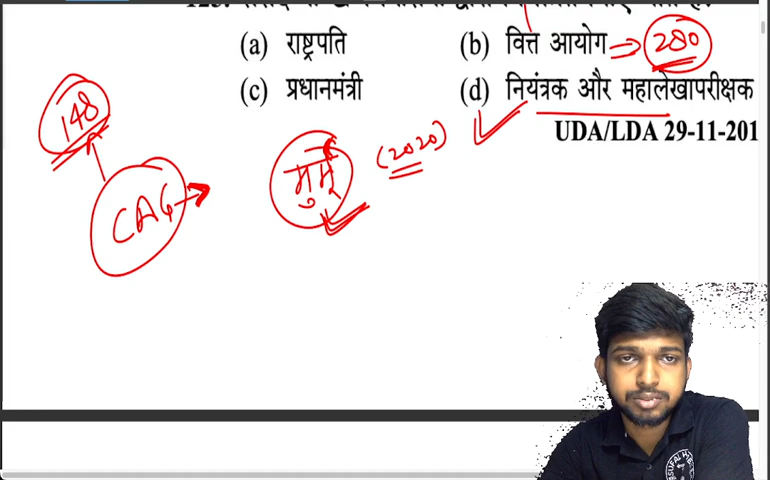 (a) राष्ट्रपति (b) वित्त आयोग ⇒ 280
(c) प्रधानमंत्री (d) नियंत्रक और महालेखापरीक्षक
UDA/LDA 29-11-201
148
CAG → मुर्मू (2020)